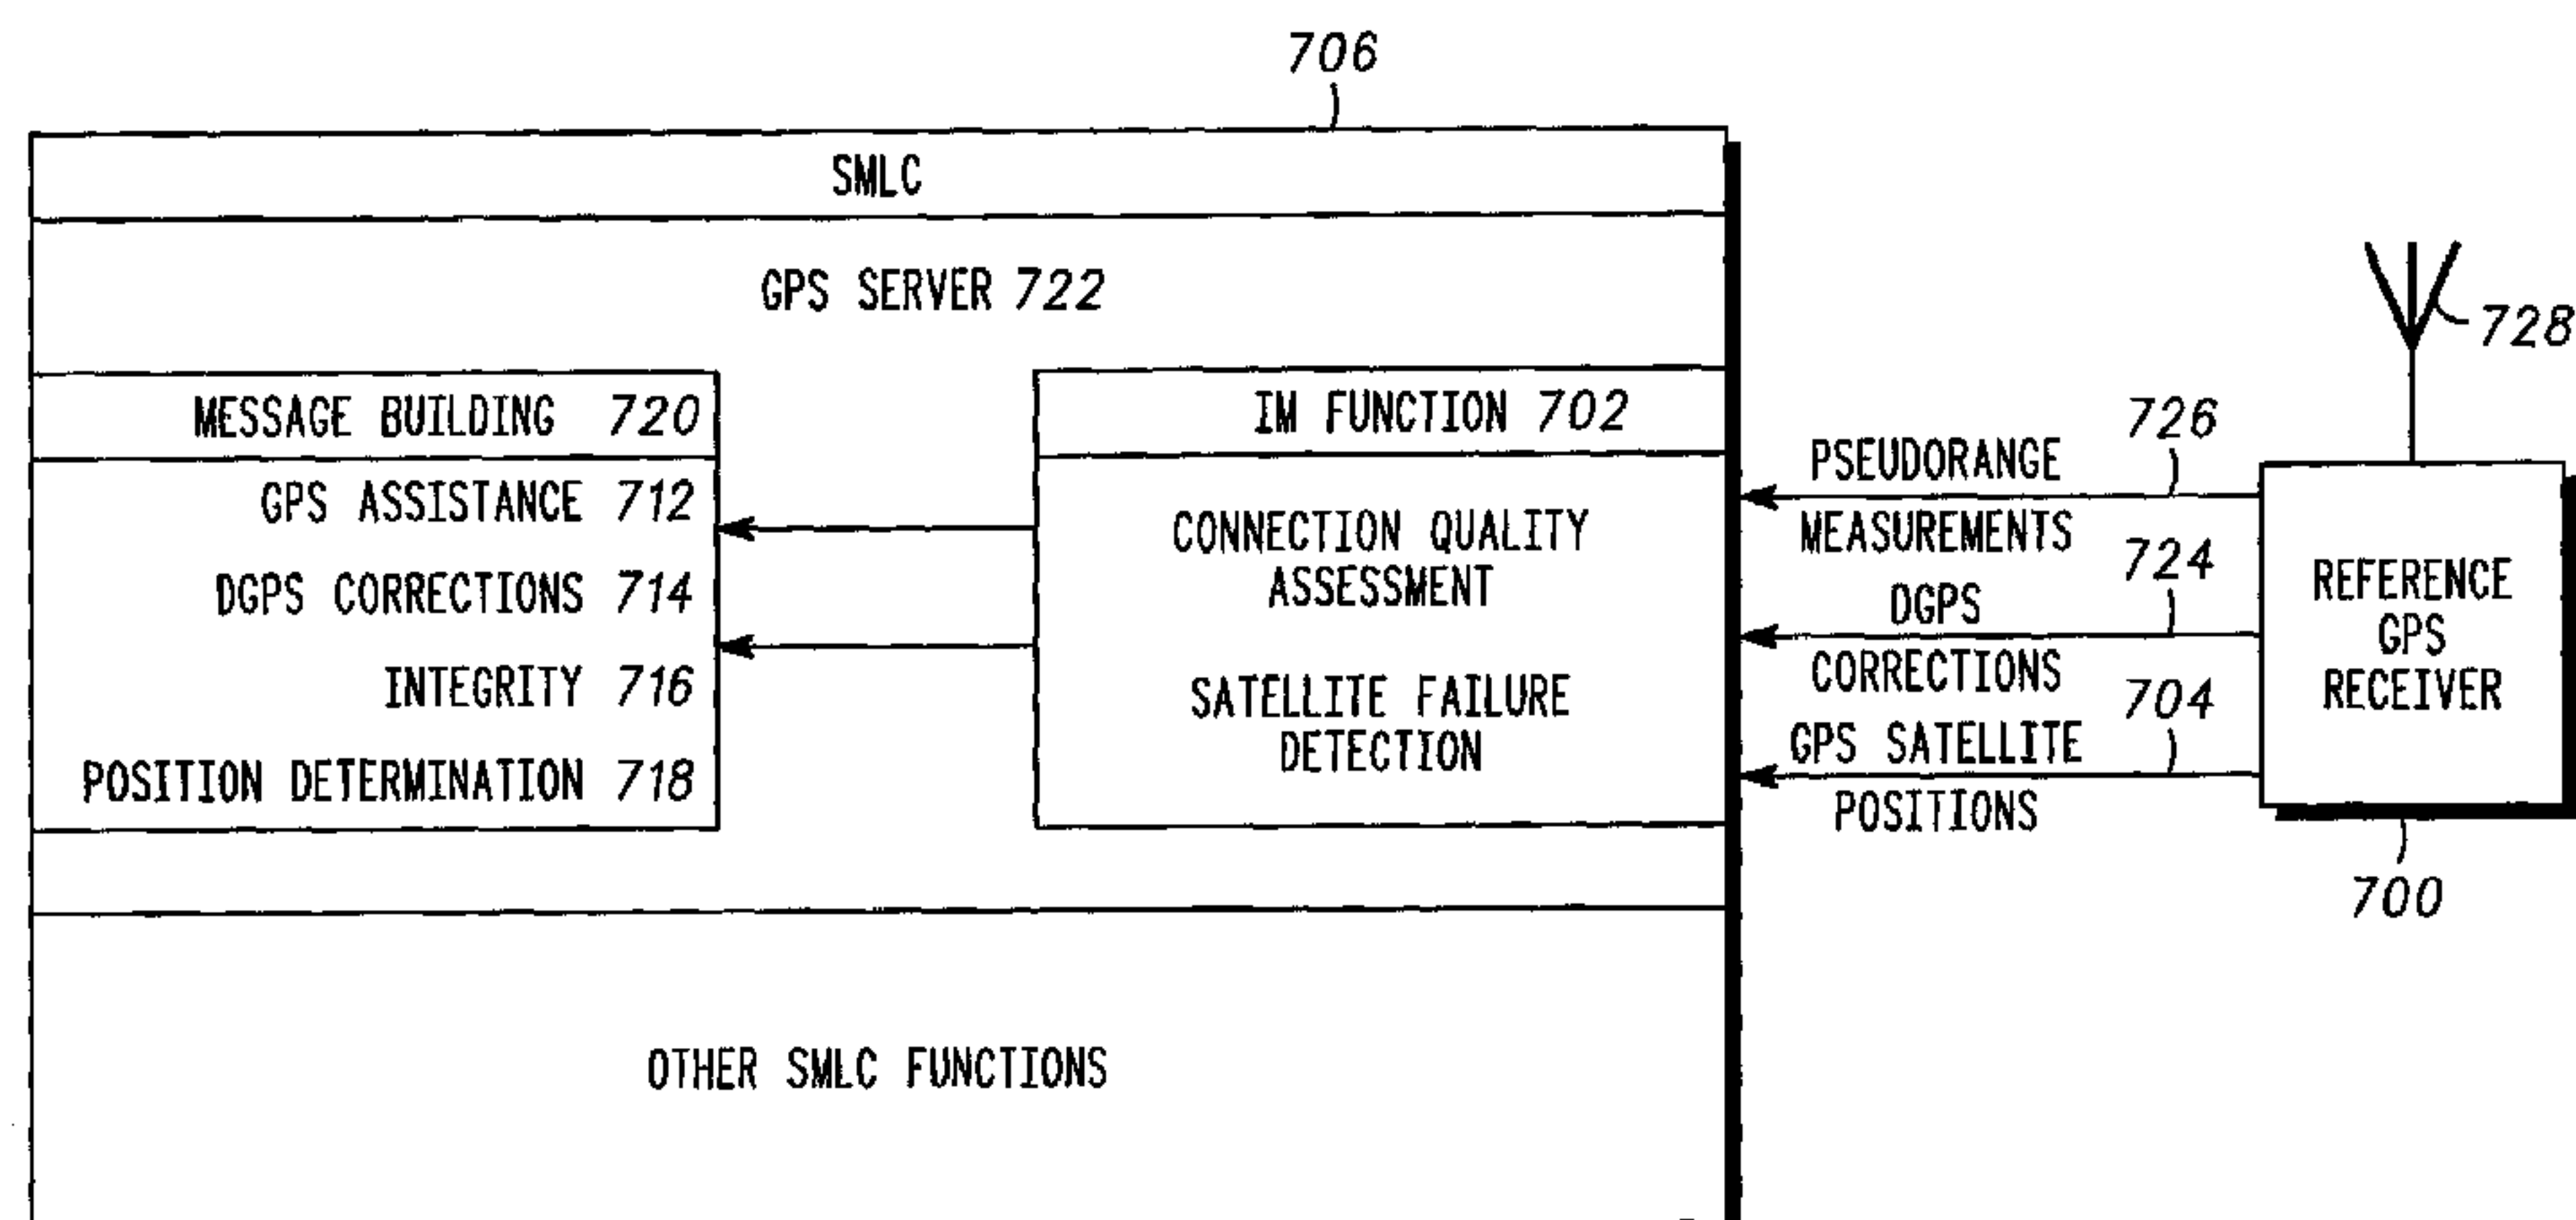 706
SMLC
GPS SERVER 722
MESSAGE BUILDING 720
GPS ASSISTANCE 712
DGPS CORRECTIONS 714
INTEGRITY 716
POSITION DETERMINATION 718
IM FUNCTION 702
CONNECTION QUALITY
ASSESSMENT
SATELLITE FAILURE
DETECTION
PSEUDORANGE 726
MEASUREMENTS
DGPS 724
CORRECTIONS
GPS SATELLITE 704
POSITIONS
728
REFERENCE
GPS
RECEIVER
700
OTHER SMLC FUNCTIONS